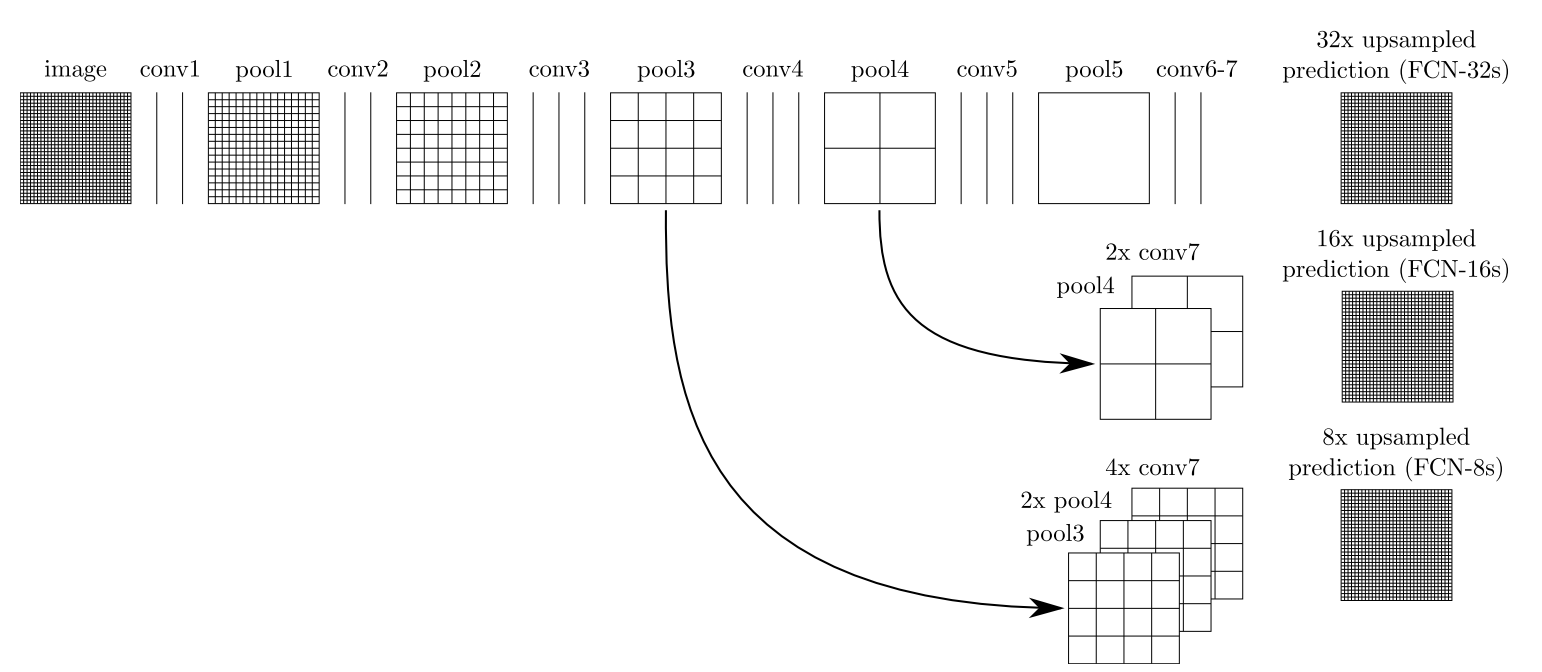 image
conv1
pool1
conv2
pool2
conv3
pool3
conv4
pool4
conv5
pool5
conv6-7
32x upsampled
prediction (FCN-32s)
2x conv7
pool4
16x upsampled
prediction (FCN-16s)
4x conv7
2x pool4
pool3
8x upsampled
prediction (FCN-8s)